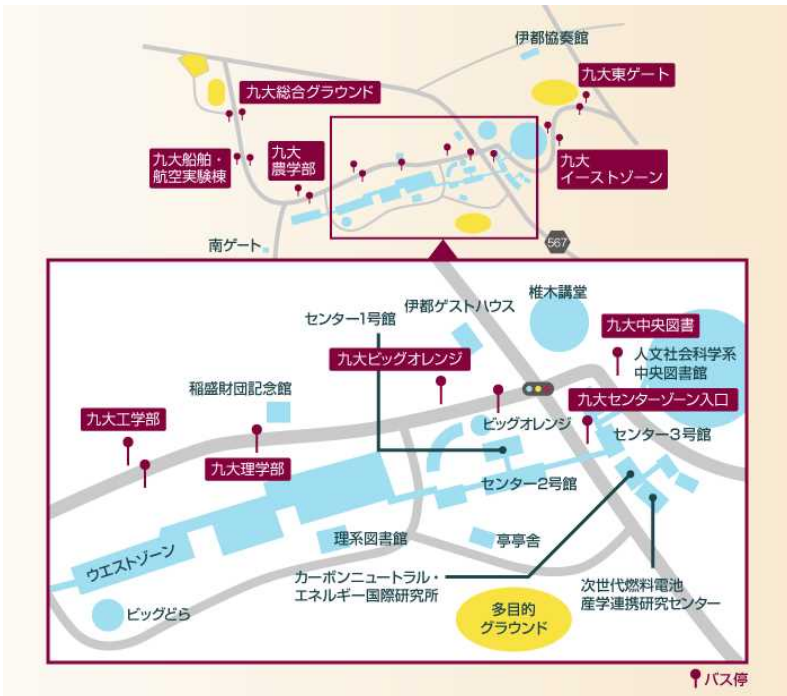 伊都協奏館
九大東ゲート
九大総合グラウンド
九大船舶・
航空実験棟
九大
農学部
九大
イーストゾーン
南ゲート
567
椎木講堂
伊都ゲストハウス
センター1号館
九大中央図書
人文社会科学系
中央図書館
九大ビッグオレンジ
稲盛財団記念館
九大センターゾーン入口
九大工学部
ビッグオレンジ
センター3号館
九大理学部
センター2号館
理系図書館
亭亭舎
ウエストゾーン
カーボンニュートラル・
エネルギー国際研究所
次世代燃料電池
産学連携研究センター
ビッグどら
多目的
グラウンド
バス停